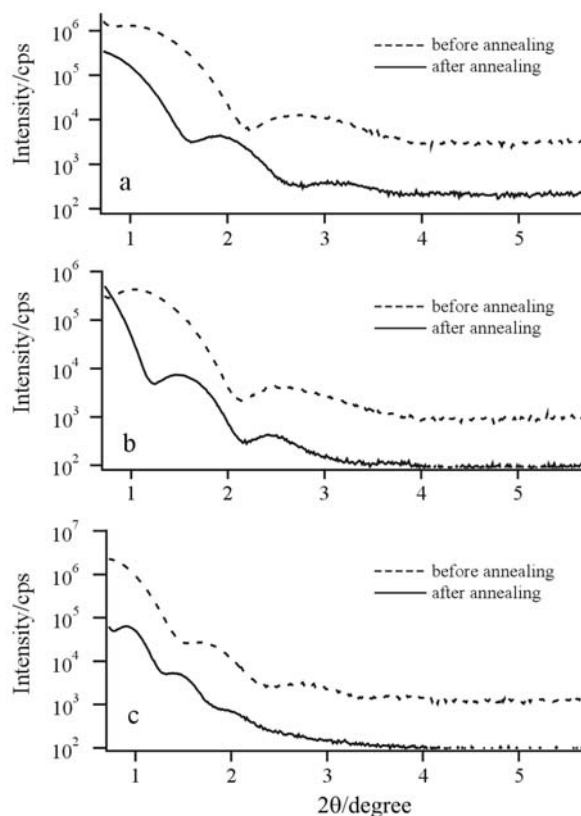 Intensity/cps
10^6
10^5
10^4
10^3
10^2
before annealing
after annealing
a
1 2 3 4 5
Intensity/cps
10^6
10^5
10^4
10^3
10^2
before annealing
after annealing
b
1 2 3 4 5
Intensity/cps
10^7
10^6
10^5
10^4
10^3
10^2
before annealing
after annealing
c
1 2 3 4 5
2θ/degree